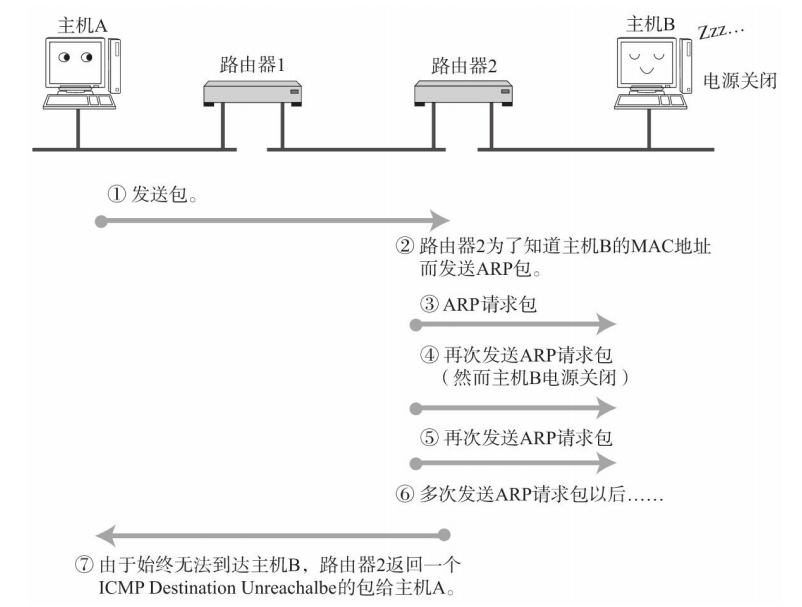 主机A
主机B
Zzz...
路由器1
路由器2
电源关闭
① 发送包。
② 路由器2为了知道主机B的MAC地址
而发送ARP包。
③ ARP请求包
④ 再次发送ARP请求包
（然而主机B电源关闭）
⑤ 再次发送ARP请求包
⑥ 多次发送ARP请求包以后……
⑦ 由于始终无法到达主机B，路由器2返回一个
ICMP Destination Unreachalbe的包给主机A。